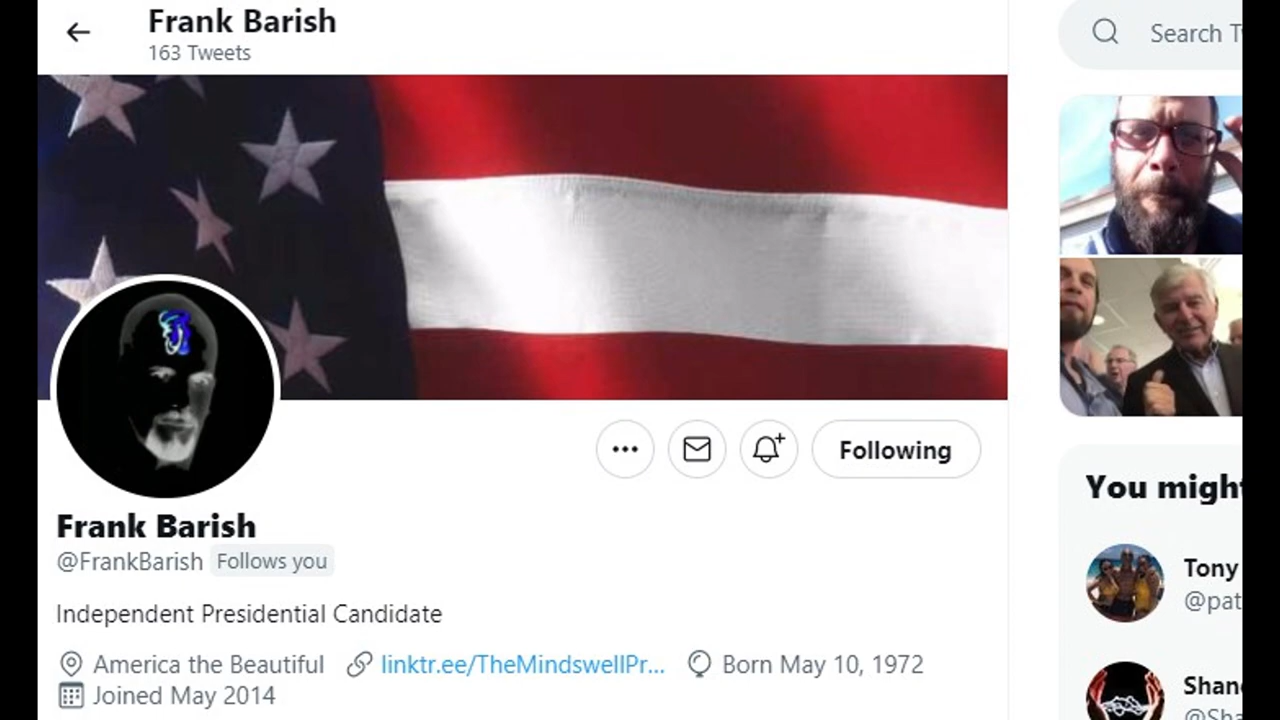 Frank Barish
163 Tweets
Search
Following
Frank Barish
@FrankBarish Follows you
Independent Presidential Candidate
America the Beautiful linktr.ee/TheMindswellPr... Born May 10, 1972
Joined May 2014
You might
Tony
@pat
Shan